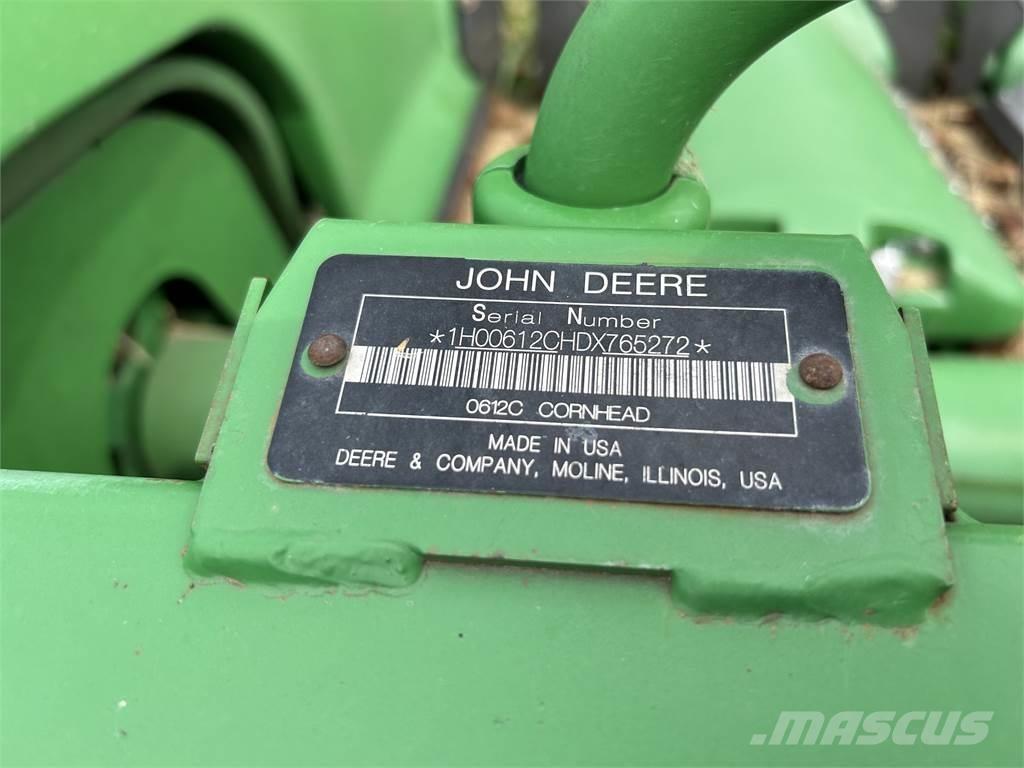 JOHN DEERE
Serial Number
*1H00612CHDX765272*
0612C CORNHEAD
MADE IN USA
DEERE & COMPANY, MOLINE, ILLINOIS, USA
MASCUS